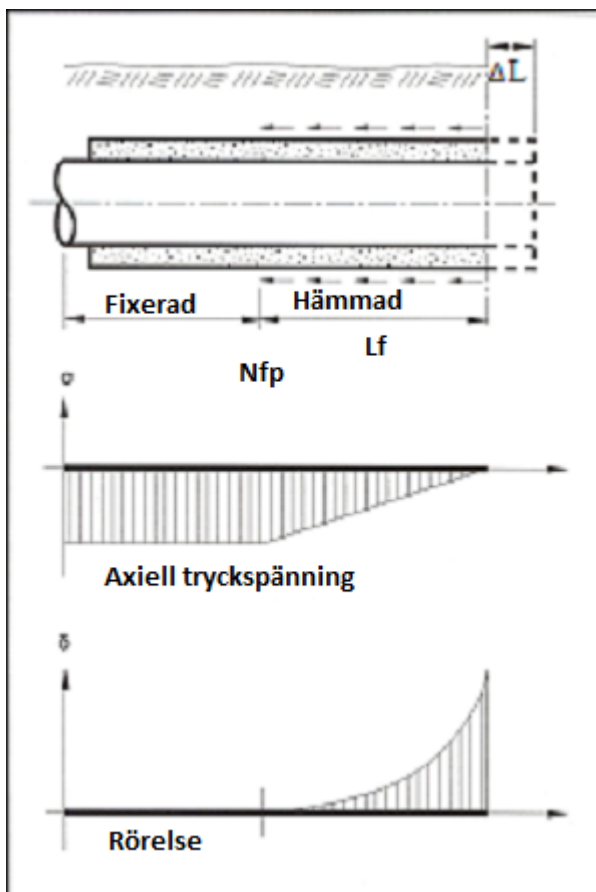 ΔL
Fixerad
Hämmad
Lf
Nfp
σ
Axiell tryckspänning
δ
Rörelse